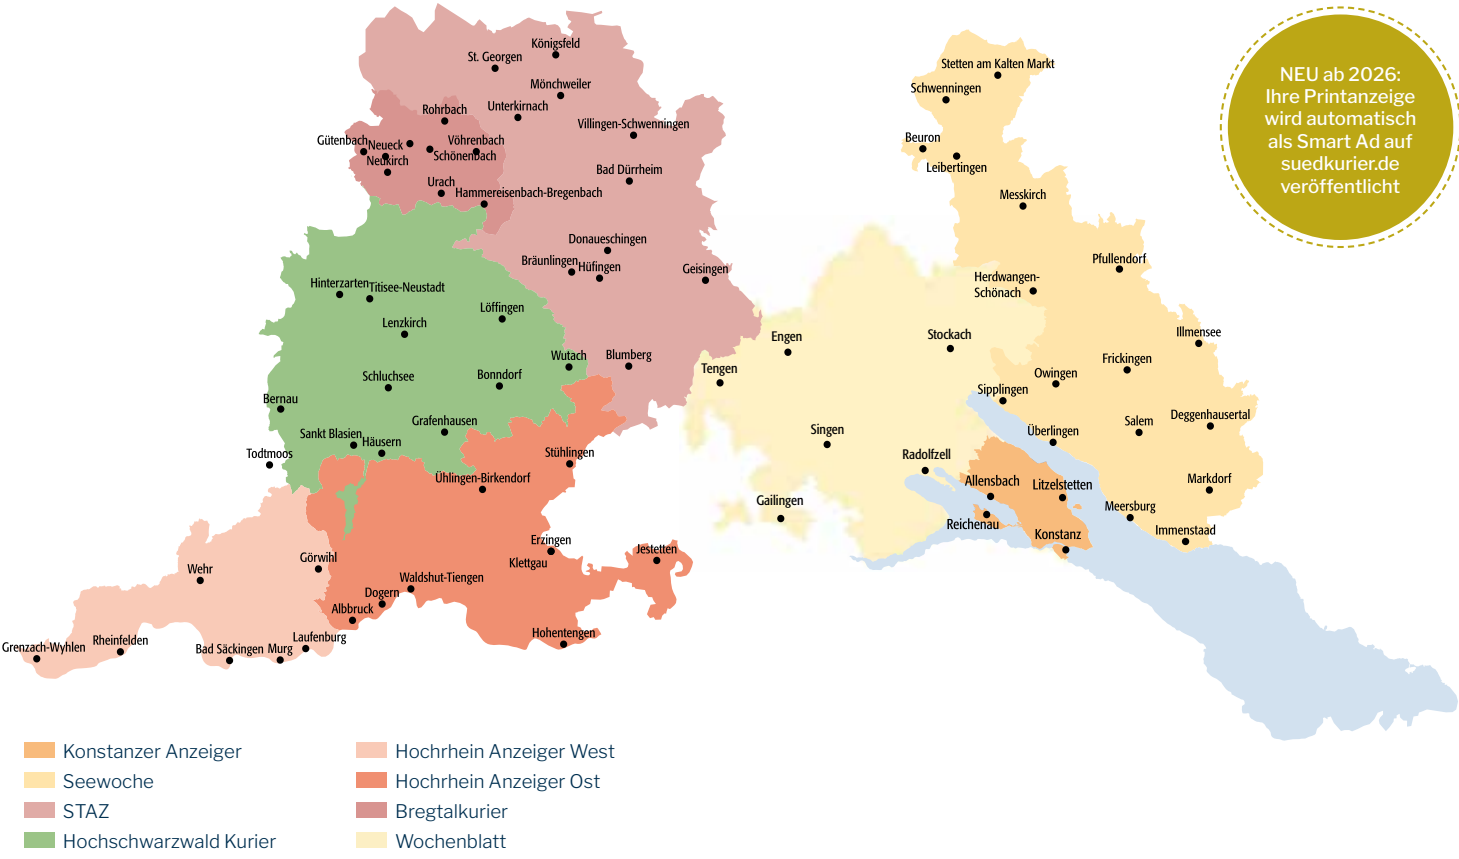 NEU ab 2026:
Ihre Printanzeige
wird automatisch
als Smart Ad auf
suedkurier.de
veröffentlicht
Königsfeld
St. Georgen
Mönchweiler
Unterkirnach
Rohrbach
Villingen-Schwenningen
Gütenbach
Neueck
Vöhrenbach
Schönenbach
Neukirch
Bad Dürrheim
Urach
Hammereisenbach-Bregenbach
Donaueschingen
Bräunlingen
Hüfingen
Geisingen
Hinterzarten
Titisee-Neustadt
Löffingen
Lenzkirch
Wutach
Blumberg
Schluchsee
Bonndorf
Bernau
Grafenhausen
Sankt Blasien
Häusern
Todtmoos
Stühlingen
Ühlingen-Birkendorf
Erzingen
Klettgau
Jestetten
Görwihl
Wehr
Waldshut-Tiengen
Dogern
Albbruck
Hohentengen
Laufenburg
Murg
Bad Säckingen
Rheinfelden
Grenzach-Wyhlen
Stetten am Kalten Markt
Schwenningen
Beuron
Leibertingen
Messkirch
Pfullendorf
Herdwangen-
Schönach
Illmensee
Engen
Stockach
Tengen
Frickingen
Owingen
Sipplingen
Deggenhausertal
Salem
Singen
Überlingen
Radolfzell
Allensbach
Litzelstetten
Markdorf
Gailingen
Meersburg
Reichenau
Konstanz
Immenstaad
Konstanzer Anzeiger
Seewoche
STAZ
Hochschwarzwald Kurier
Hochrhein Anzeiger West
Hochrhein Anzeiger Ost
Bregtalkurier
Wochenblatt